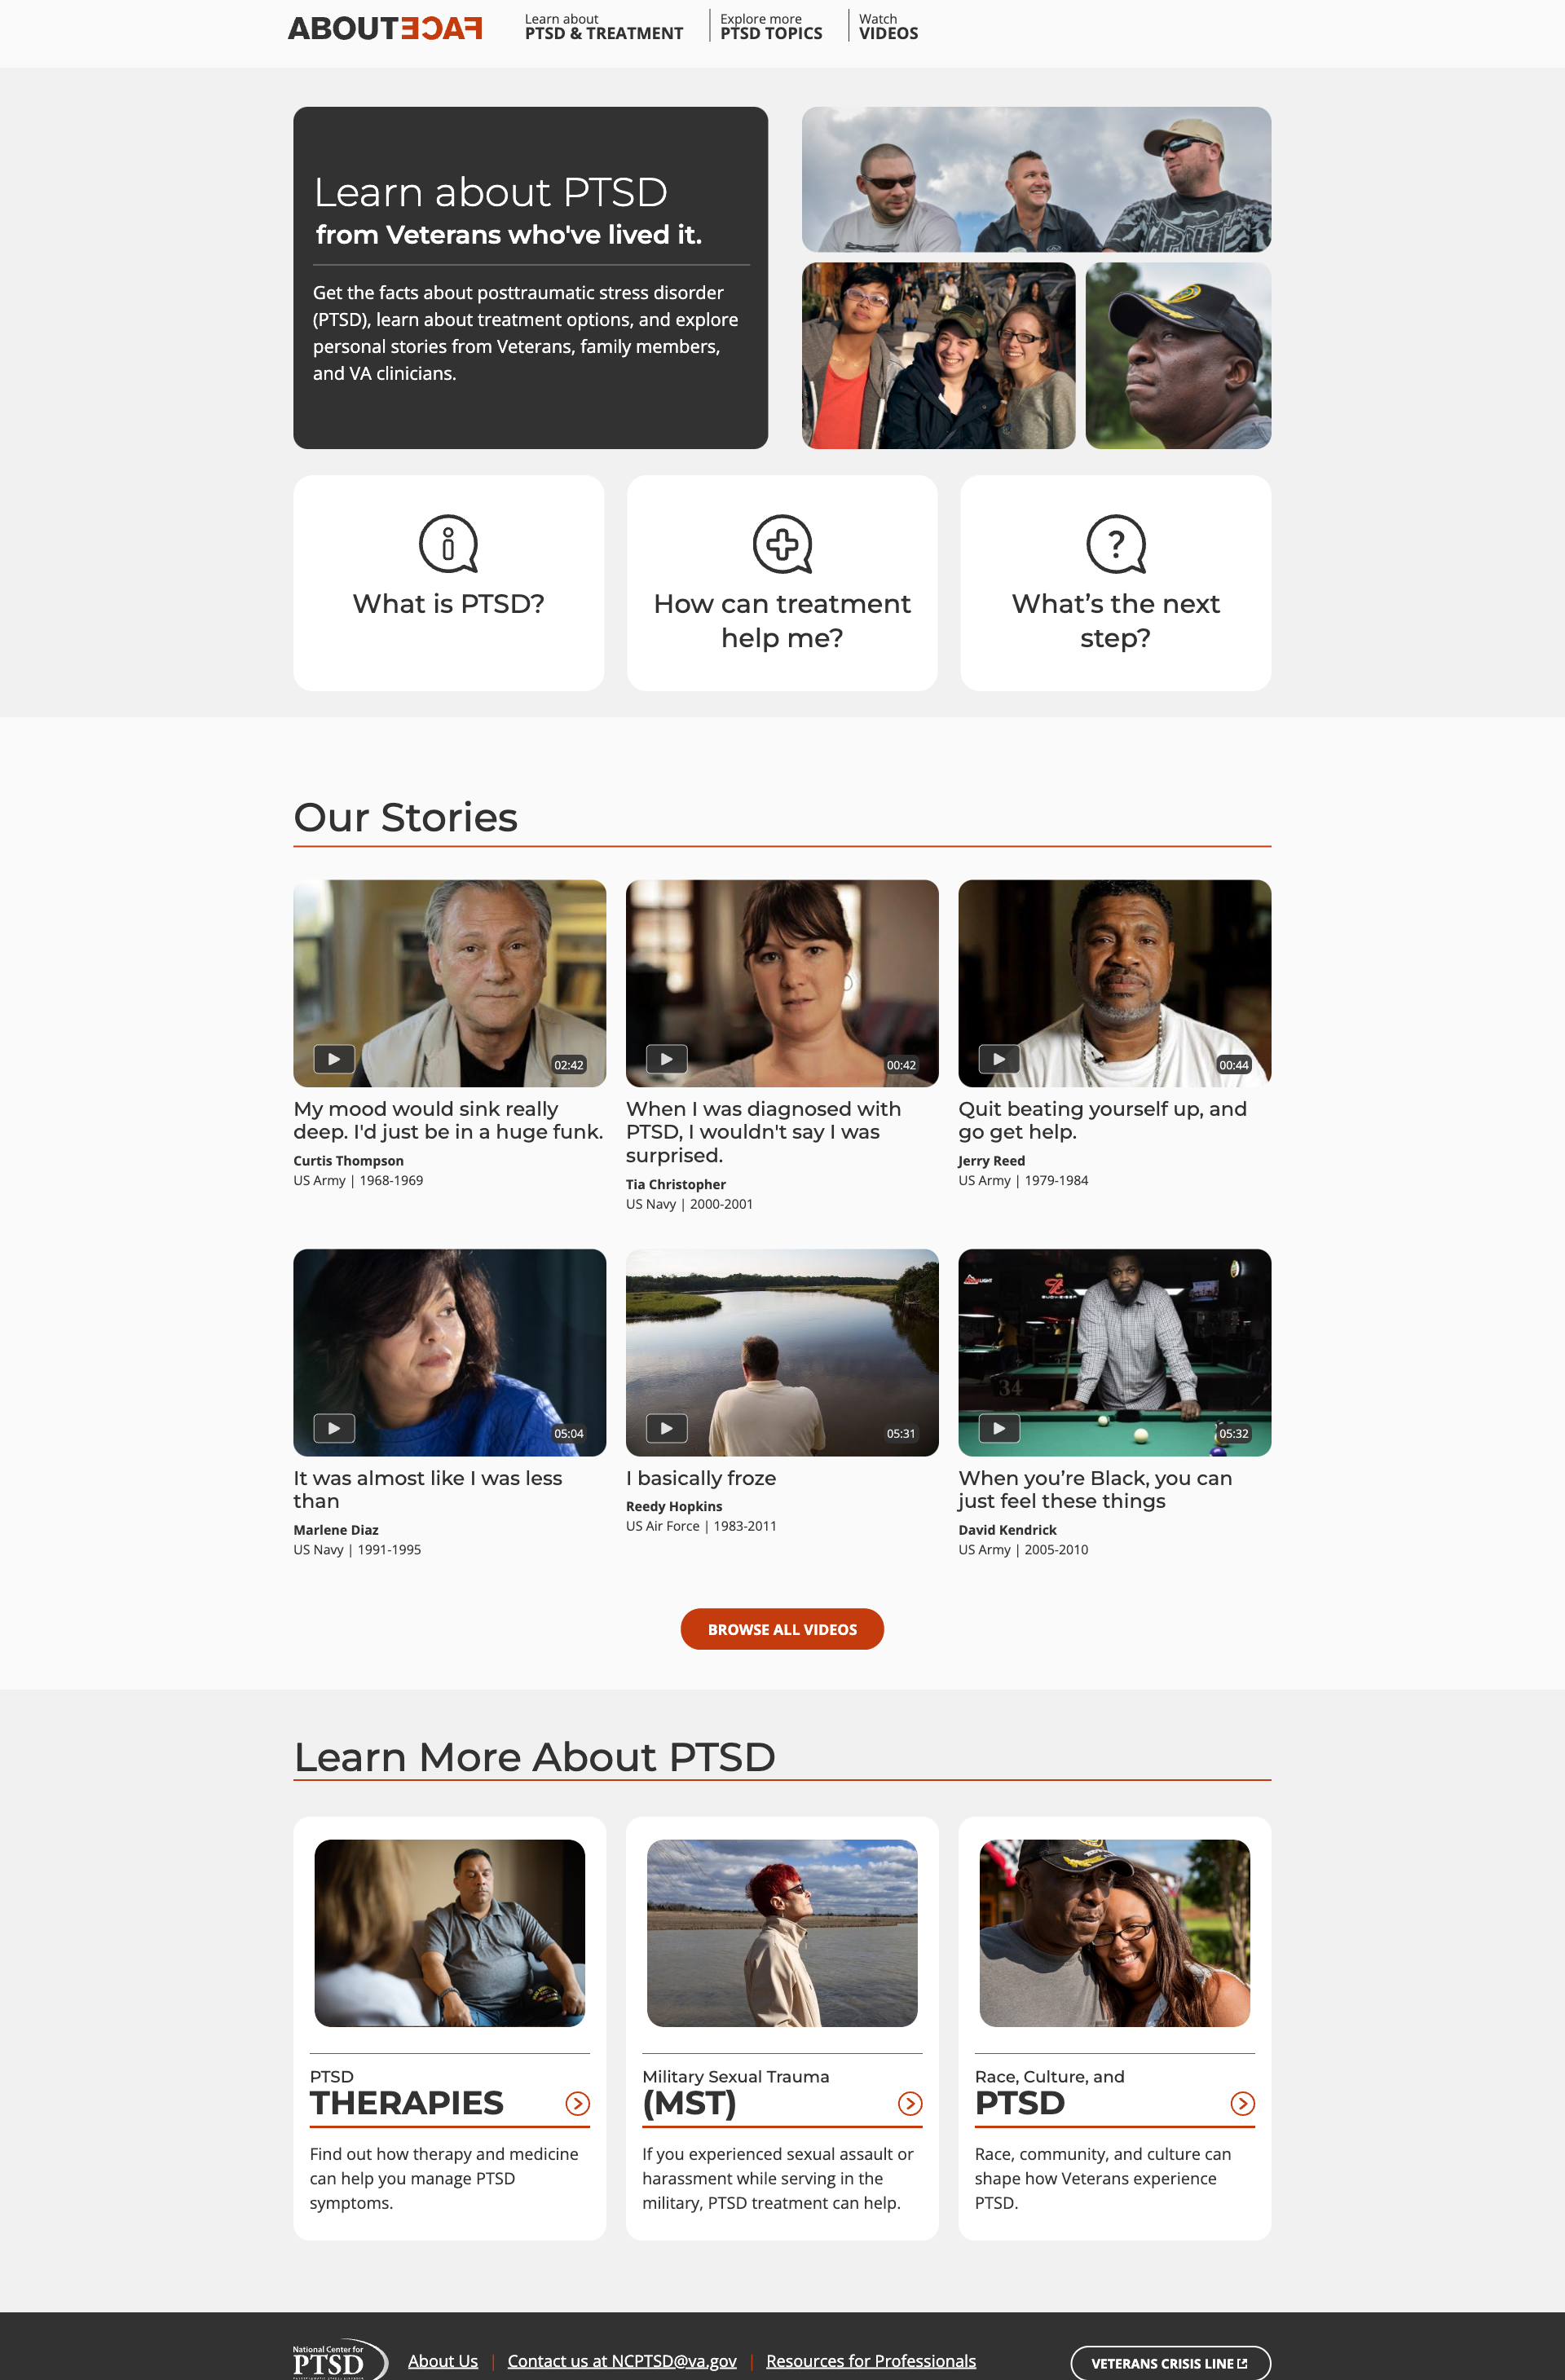 ABOUTFACE
Learn about
PTSD & TREATMENT
Explore more
PTSD TOPICS
Watch
VIDEOS
Learn about PTSD
from Veterans who've lived it.
Get the facts about posttraumatic stress disorder
(PTSD), learn about treatment options, and explore
personal stories from Veterans, family members,
and VA clinicians.
TAPOUT
What is PTSD?
How can treatment
help me?
What’s the next
step?
Our Stories
02:42
00:42
00:44
My mood would sink really
deep. I'd just be in a huge funk.
Curtis Thompson
US Army | 1968-1969
When I was diagnosed with
PTSD, I wouldn't say I was
surprised.
Tia Christopher
US Navy | 2000-2001
Quit beating yourself up, and
go get help.
Jerry Reed
US Army | 1979-1984
LIGHT
BUDWEISER
34
05:04
05:31
05:32
It was almost like I was less
than
Marlene Diaz
US Navy | 1991-1995
I basically froze
Reedy Hopkins
US Air Force | 1983-2011
When you’re Black, you can
just feel these things
David Kendrick
US Army | 2005-2010
BROWSE ALL VIDEOS
Learn More About PTSD
PTSD
THERAPIES
Find out how therapy and medicine
can help you manage PTSD
symptoms.
Military Sexual Trauma
(MST)
If you experienced sexual assault or
harassment while serving in the
military, PTSD treatment can help.
Race, Culture, and
PTSD
Race, community, and culture can
shape how Veterans experience
PTSD.
National Center for
PTSD
About Us
Contact us at NCPTSD@va.gov
Resources for Professionals
VETERANS CRISIS LINE